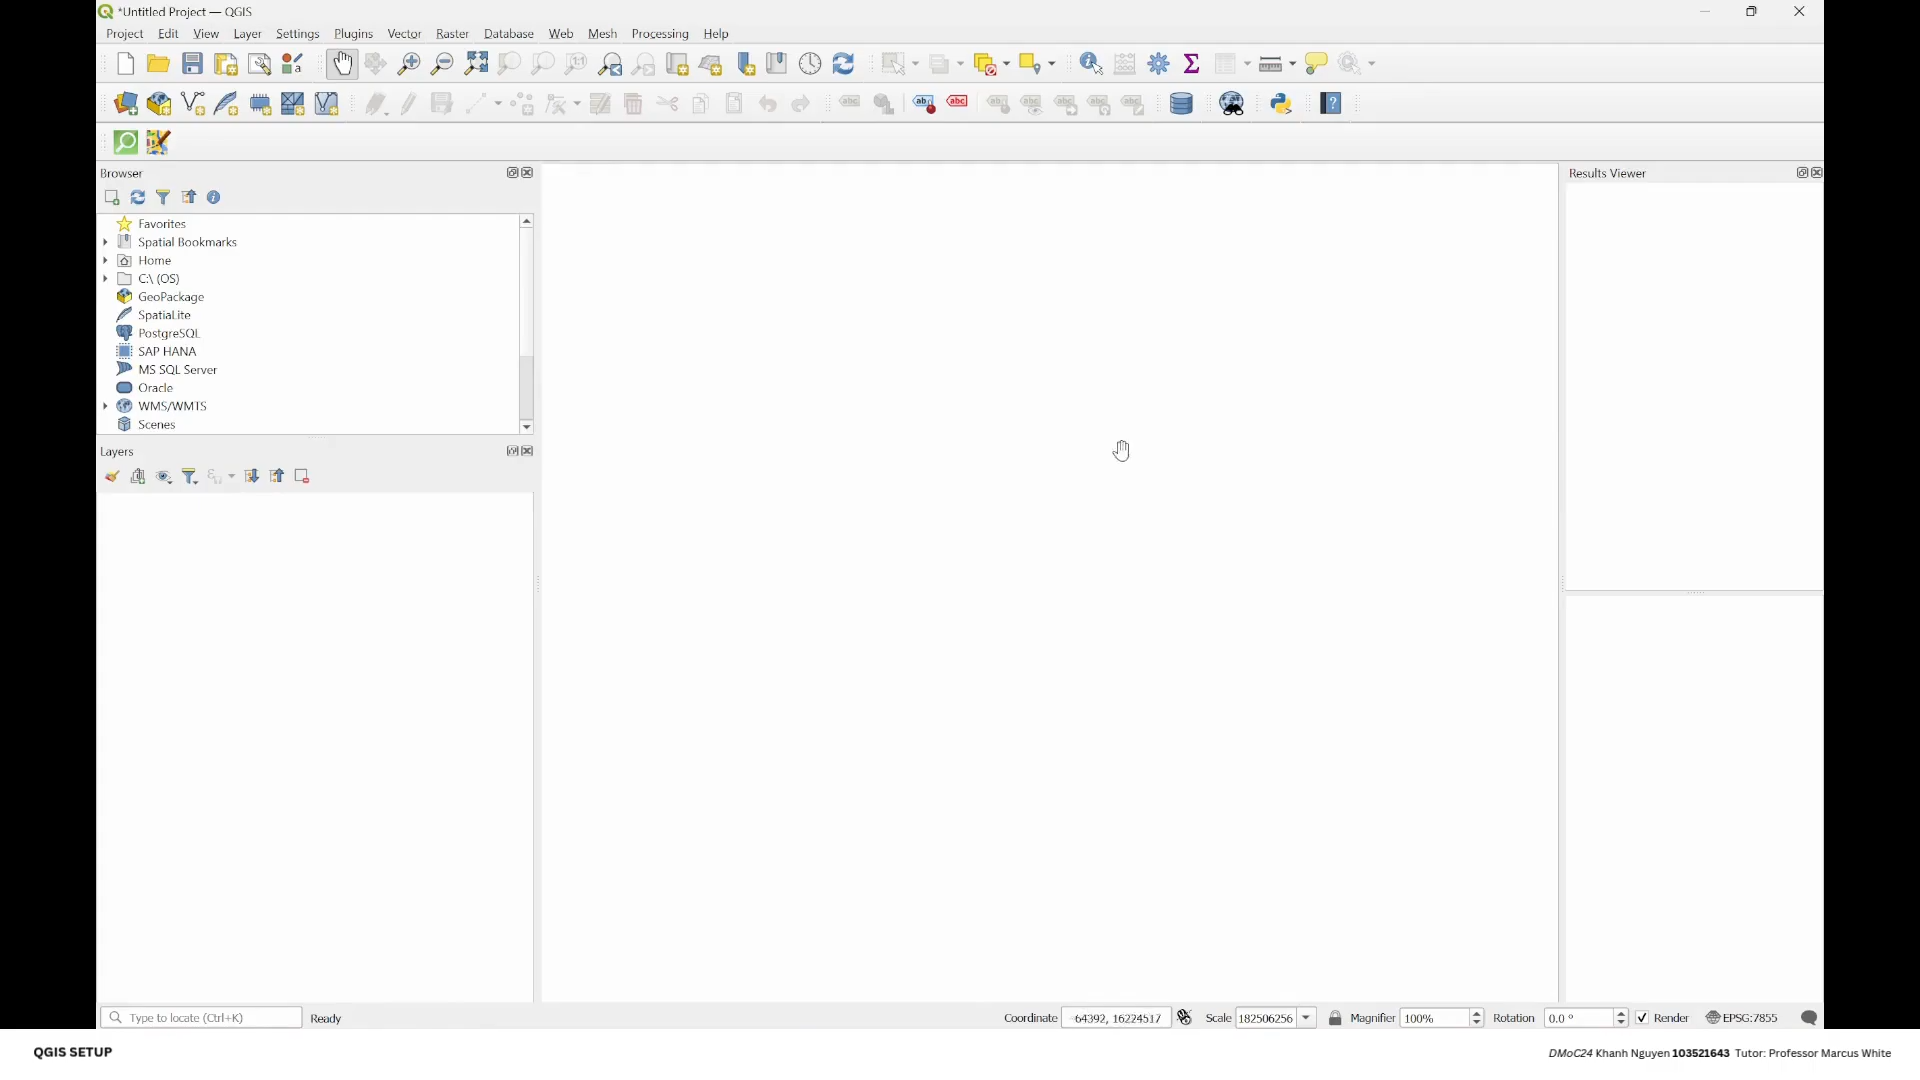 *Untitled Project — QGIS
Project Edit View Layer Settings Plugins Vector Raster Database Web Mesh Processing Help
Browser
Favorites
Spatial Bookmarks
Home
C:\ (OS)
GeoPackage
SpatiaLite
PostgreSQL
SAP HANA
MS SQL Server
Oracle
WMS/WMTS
Scenes
Layers
Results Viewer
Type to locate (Ctrl+K) Ready Coordinate -64392, 16224517 Scale 182506256 Magnifier 100% Rotation 0.0 ° Render EPSG:7855
QGIS SETUP
DMoC24 Khanh Nguyen 103521643 Tutor: Professor Marcus White